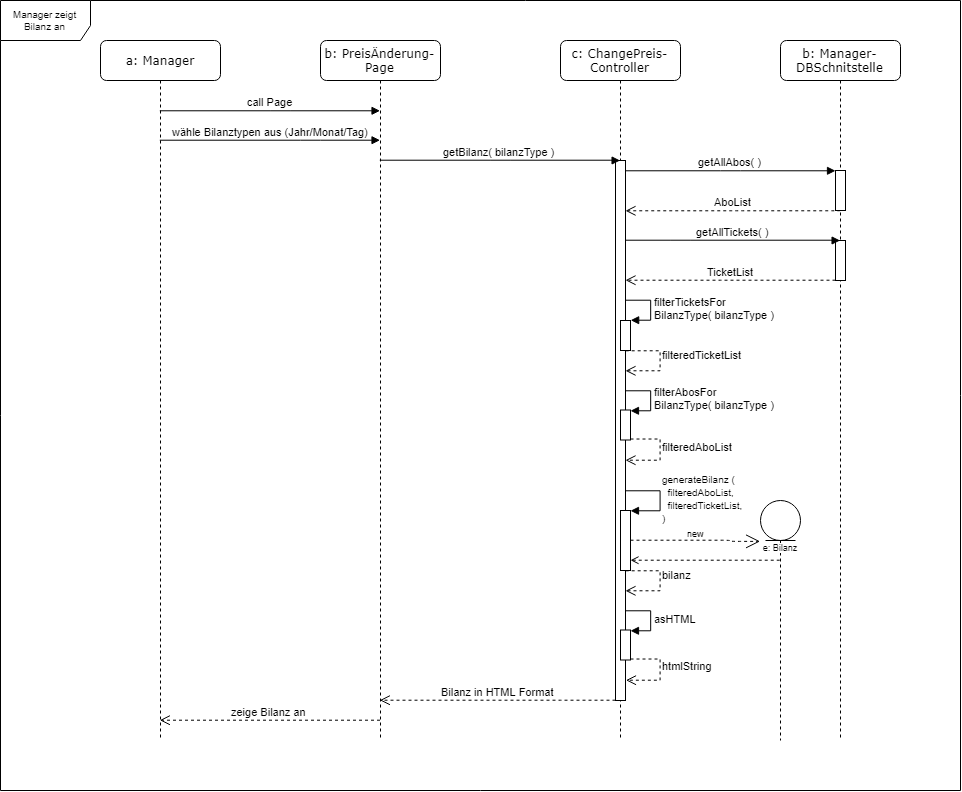 Manager zeigt
Bilanz an
a: Manager
b: PreisÄnderung-
Page
c: ChangePreis-
Controller
b: Manager-
DBSchnitstelle
call Page
wähle Bilanztypen aus (Jahr/Monat/Tag)
getBilanz( bilanzType )
getAllAbos( )
AboList
getAllTickets( )
TicketList
filterTicketsFor
BilanzType( bilanzType )
filteredTicketList
filterAbosFor
BilanzType( bilanzType )
filteredAboList
generateBilanz (
filteredAboList,
filteredTicketList,
)
new
e: Bilanz
bilanz
asHTML
htmlString
Bilanz in HTML Format
zeige Bilanz an